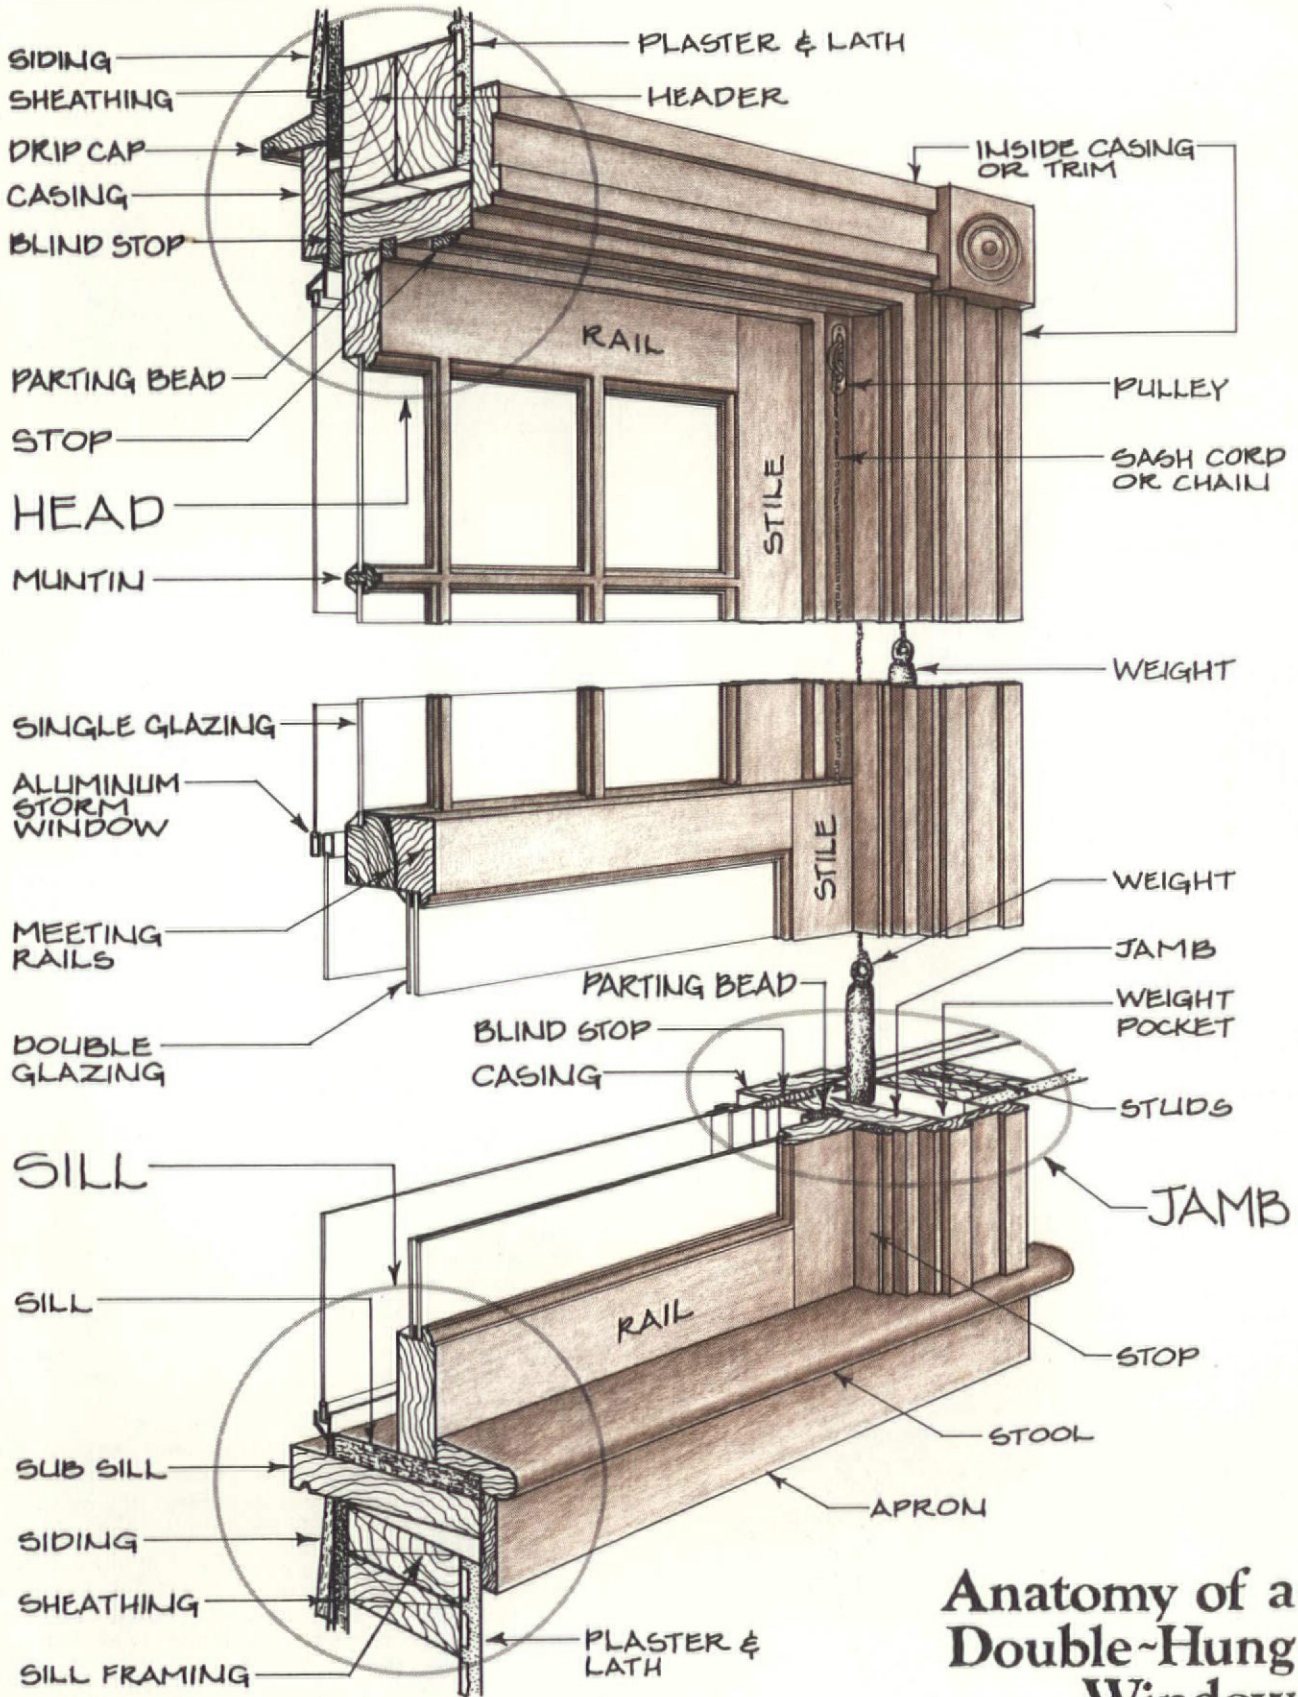 SIDING
SHEATHING
DRIP CAP
CASING
BLIND STOP
PARTING BEAD
STOP
HEAD
MUNTIN
SINGLE GLAZING
ALUMINUM
STORM
WINDOW
MEETING
RAILS
DOUBLE
GLAZING
SILL
SILL
SUB SILL
SIDING
SHEATHING
SILL FRAMING
PLASTER & LATH
HEADER
INSIDE CASING
OR TRIM
RAIL
STILE
PULLEY
SASH CORD
OR CHAIN
WEIGHT
STILE
WEIGHT
JAMB
WEIGHT
POCKET
PARTING BEAD
BLIND STOP
CASING
STUDS
JAMB
RAIL
STOP
STOOL
APRON
PLASTER &
LATH
Anatomy of a
Double-Hung
Window